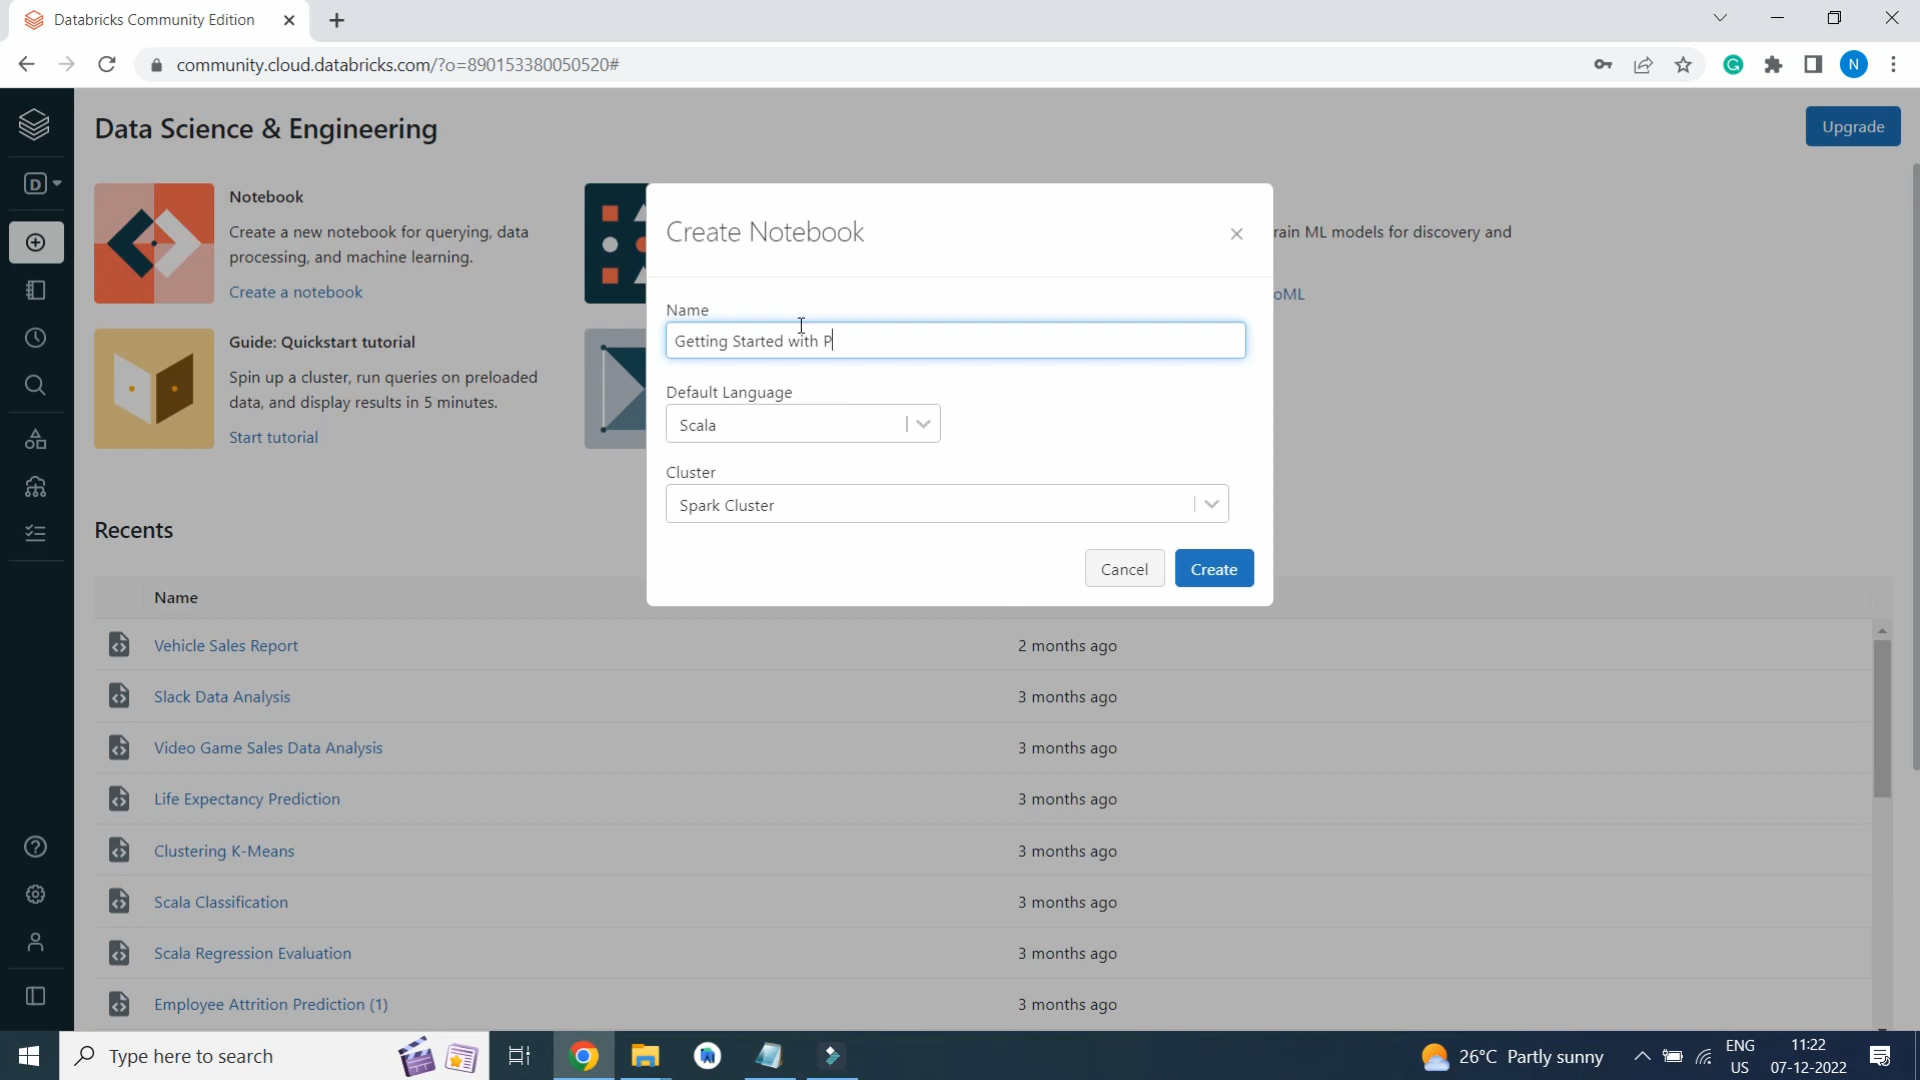 Databricks Community Edition
community.cloud.databricks.com/?o=890153380050520#
N
Data Science & Engineering
Upgrade
D
Notebook
Create a new notebook for querying, data
processing, and machine learning.
Create a notebook
rain ML models for discovery and
oML
Guide: Quickstart tutorial
Spin up a cluster, run queries on preloaded
data, and display results in 5 minutes.
Start tutorial
Create Notebook
Name
Getting Started with P
Default Language
Scala
Cluster
Spark Cluster
Cancel
Create
Recents
Name
Vehicle Sales Report 2 months ago
Slack Data Analysis 3 months ago
Video Game Sales Data Analysis 3 months ago
Life Expectancy Prediction 3 months ago
Clustering K-Means 3 months ago
Scala Classification 3 months ago
Scala Regression Evaluation 3 months ago
Employee Attrition Prediction (1) 3 months ago
Type here to search
26°C Partly sunny
ENG
US
11:22
07-12-2022